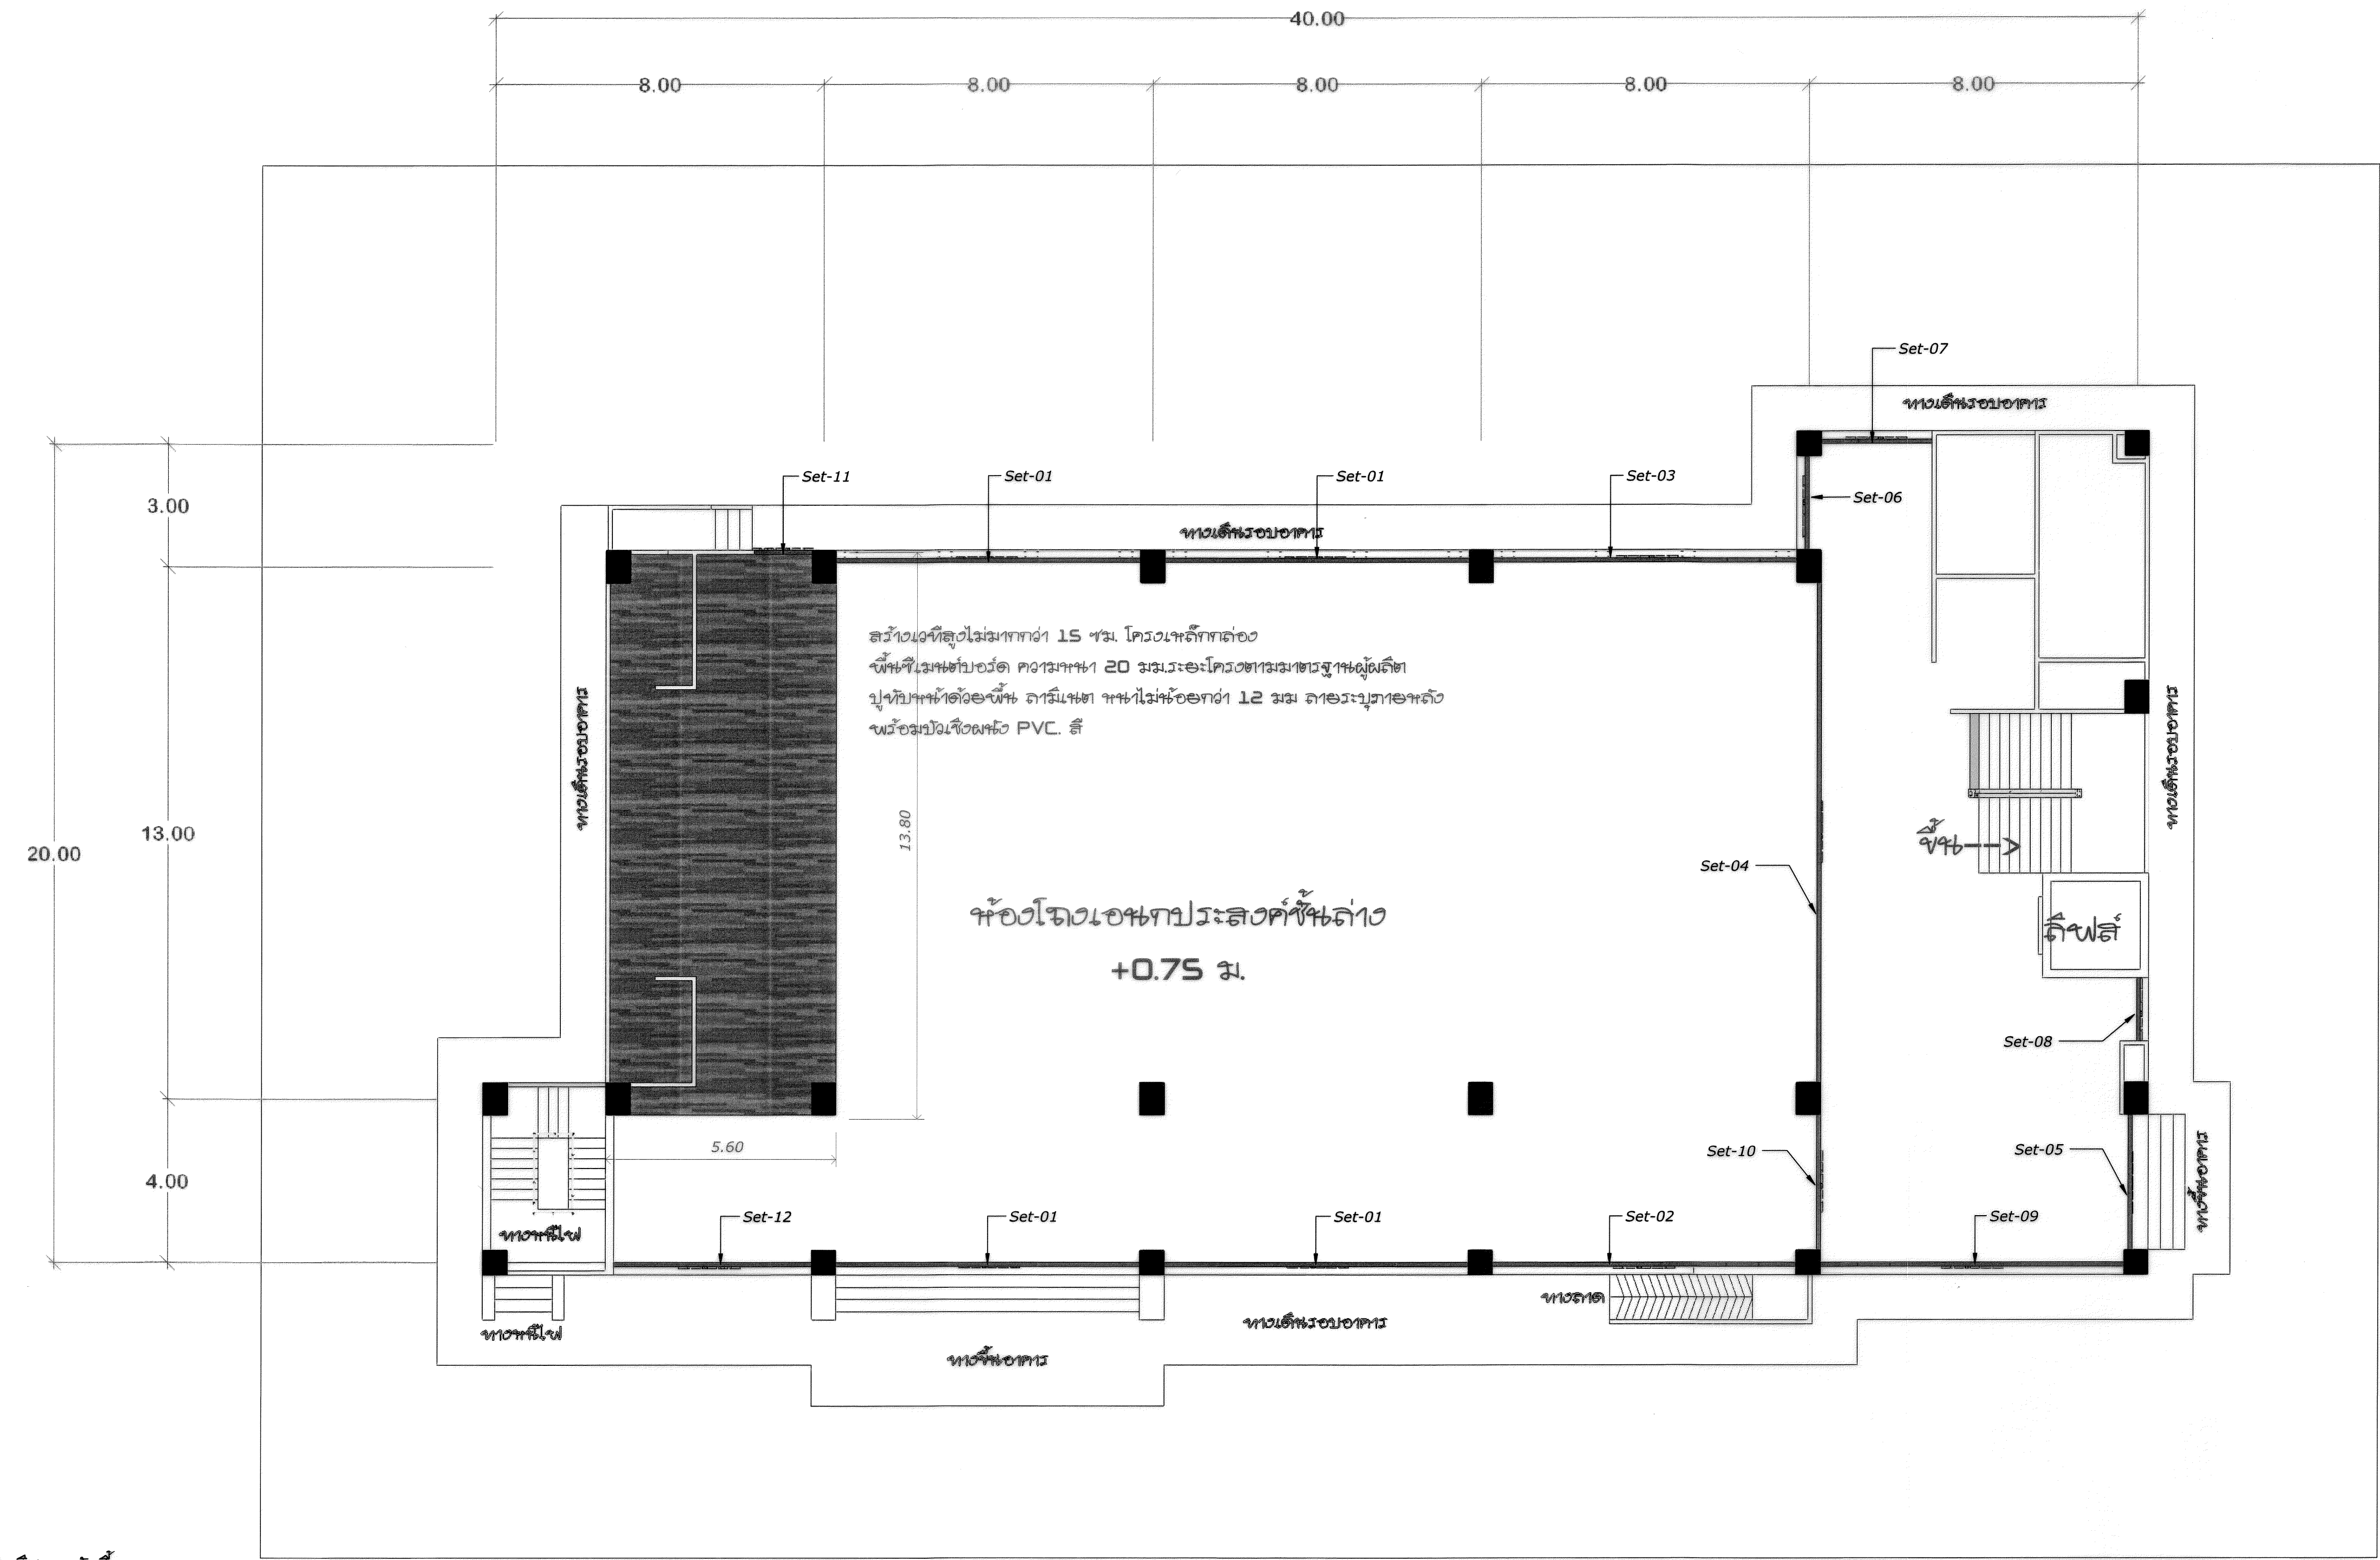 40.00
8.00
8.00
8.00
8.00
8.00
Set-07
ทางเดินรอบอาคาร
3.00
Set-11
Set-01
Set-01
Set-03
Set-06
ทางเดินรอบอาคาร
สร้างเวทีสูงไม่มากกว่า 15 ซม. โครงเหล็กกล่อง
พื้นซีเมนต์บอร์ด ความหนา 20 มม.ระยะโครงตามมาตรฐานผู้ผลิต
ปูทับหน้าด้วยพื้น ลามิเนต หนาไม่น้อยกว่า 12 มม ลายระบุภายหลัง
พร้อมบัวเชิงผนัง PVC. สี
ทางเดินรอบอาคาร
ทางเดินรอบอาคาร
13.00
13.80
20.00
ขึ้น
Set-04
ห้องโถงเอนกประสงค์ชั้นล่าง
+0.75 ม.
ลิฟส์
Set-08
5.60
Set-10
Set-05
4.00
ทางขึ้นอาคาร
Set-12
Set-01
Set-01
Set-02
Set-09
ทางหนีไฟ
ทางลาด
ทางเดินรอบอาคาร
ทางหนีไฟ
ทางขึ้นอาคาร